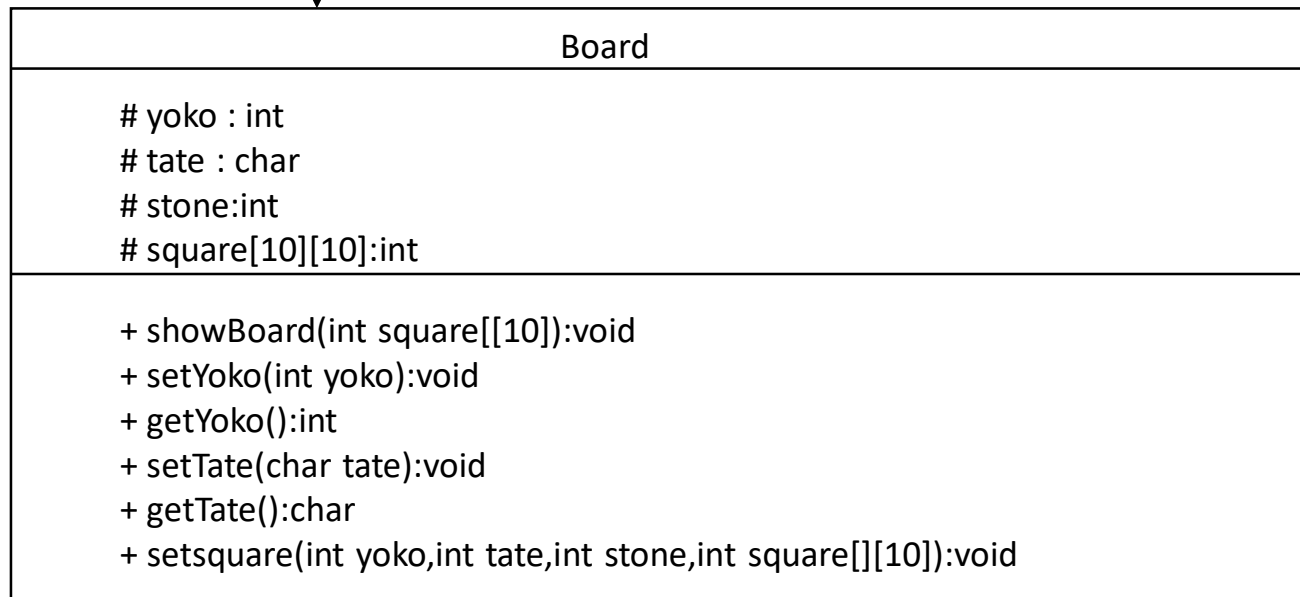 Board
# yoko : int
# tate : char
# stone:int
# square[10][10]:int
+ showBoard(int square[[10]):void
+ setYoko(int yoko):void
+ getYoko():int
+ setTate(char tate):void
+ getTate():char
+ setsquare(int yoko,int tate,int stone,int square[][10]):void